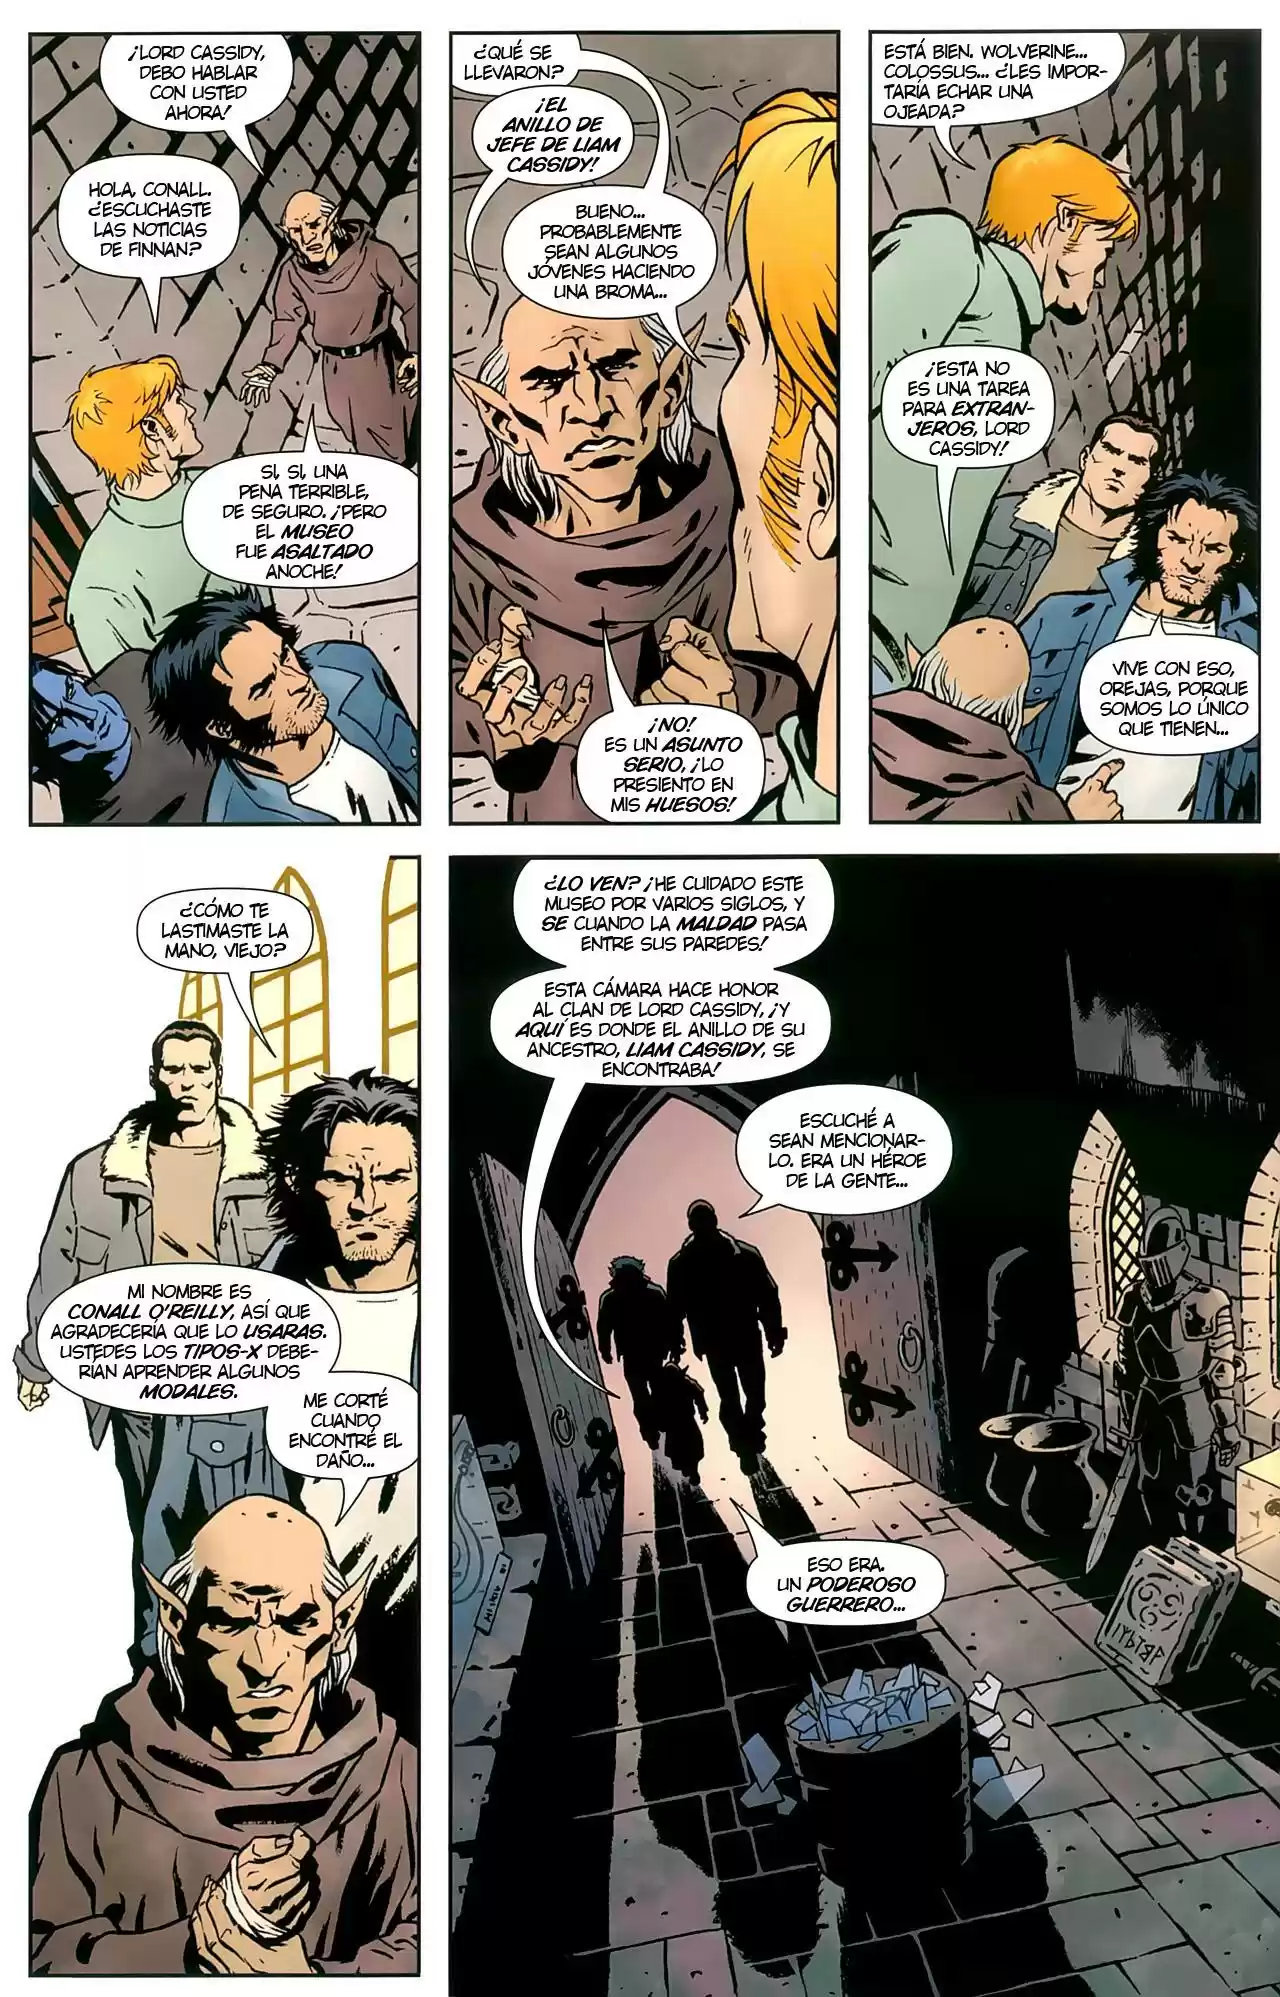 ¡LORD CASSIDY,
DEBO HABLAR
CON USTED
AHORA!
HOLA, CONALL.
¿ESCUCHASTE
LAS NOTICIAS
DE FINNAN?
SI, SI, UNA
PENA TERRIBLE,
DE SEGURO. ¡PERO
EL MUSEO
FUE ASALTADO
ANOCHE!
¿QUÉ SE
LLEVARON?
¡EL
ANILLO DE
JEFE DE LIAM
CASSIDY!
BUENO...
PROBABLEMENTE
SEAN ALGUNOS
JÓVENES HACIENDO
UNA BROMA...
¡NO!
ES UN ASUNTO
SERIO, ¡LO
PRESIENTO EN
MIS HUESOS!
ESTÁ BIEN. WOLVERINE...
COLOSSUS... ¿LES IMPOR-
TARÍA ECHAR UNA
OJEADA?
¡ESTA NO
ES UNA TAREA
PARA EXTRAN-
JEROS, LORD
CASSIDY!
VIVE CON ESO,
OREJAS, PORQUE
SOMOS LO ÚNICO
QUE TIENEN...
¿CÓMO TE
LASTIMASTE LA
MANO, VIEJO?
MI NOMBRE ES
CONALL O'REILLY, ASÍ QUE
AGRADECERÍA QUE LO USARAS.
USTEDES LOS TIPOS-X DEBE-
RÍAN APRENDER ALGUNOS
MODALES.
ME CORTÉ
CUANDO
ENCONTRÉ EL
DAÑO...
¿LO VEN? ¡HE CUIDADO ESTE
MUSEO POR VARIOS SIGLOS, Y
SE CUANDO LA MALDAD PASA
ENTRE SUS PAREDES!
ESTA CÁMARA HACE HONOR
AL CLAN DE LORD CASSIDY, ¡Y
AQUÍ ES DONDE EL ANILLO DE SU
ANCESTRO, LIAM CASSIDY, SE
ENCONTRABA!
ESCUCHÉ A
SEAN MENCIONAR-
LO. ERA UN HÉROE
DE LA GENTE...
ESO ERA.
UN PODEROSO
GUERRERO...